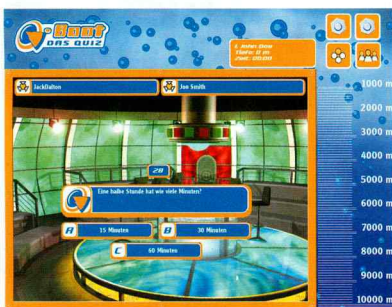 Boot
DAS QUIZ
JackDalton
Jon Smith
20
Eine halbe Stunde hat wie viele Minuten?
A
15 Minuten
B
30 Minuten
C
60 Minuten
1000 m
2000 m
3000 m
4000 m
5000 m
6000 m
7000 m
8000 m
9000 m
10000 m